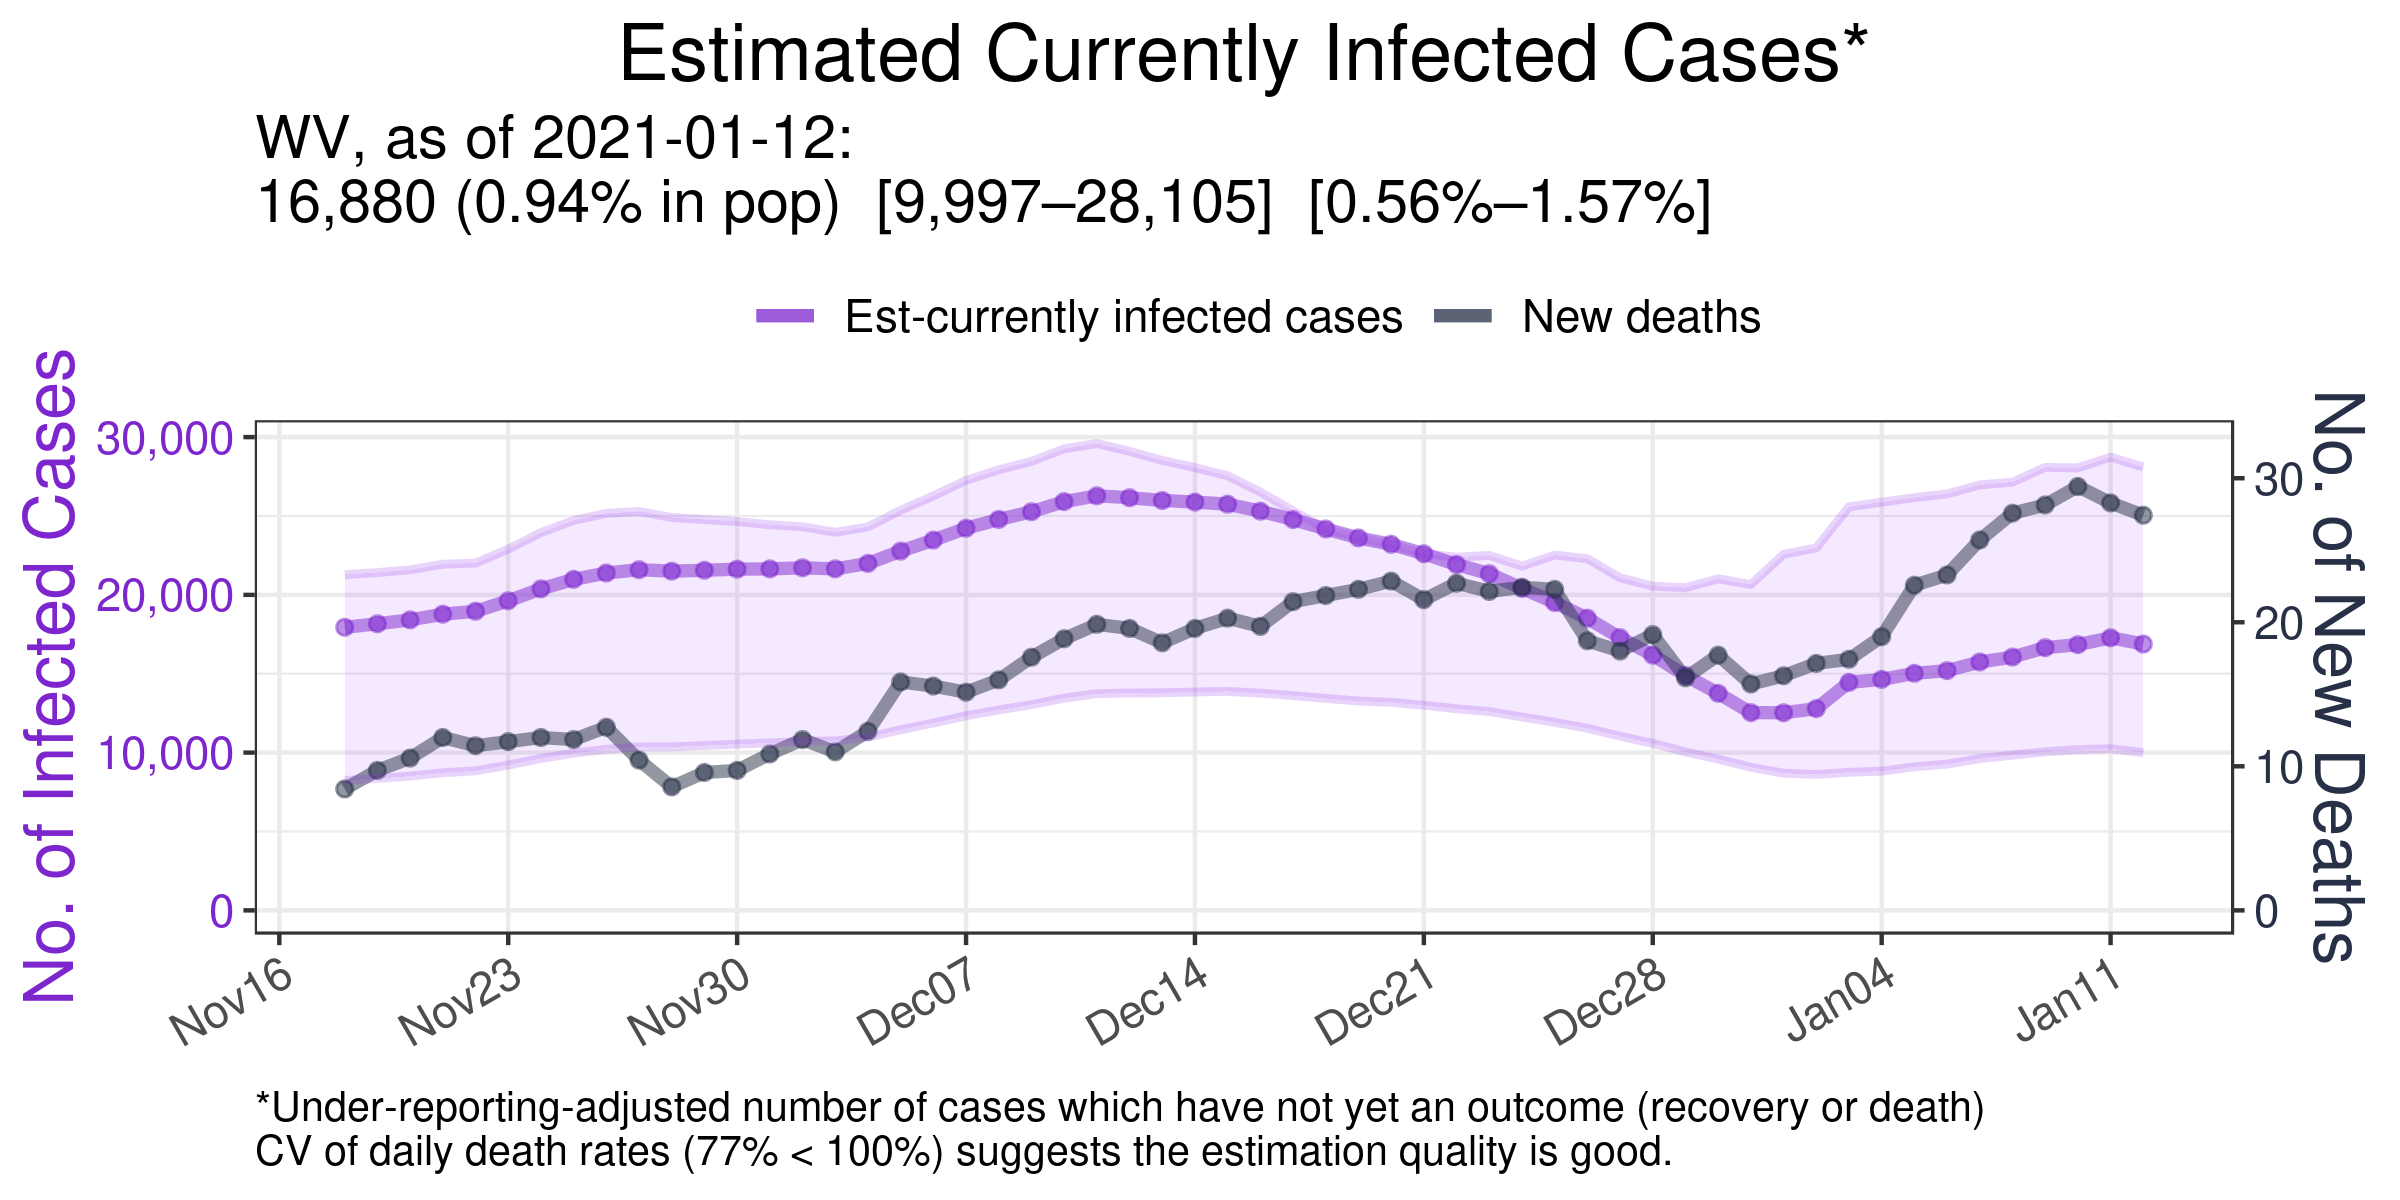 Estimated Currently Infected Cases*
WV, as of 2021-01-12:
16,880 (0.94% in pop)  [9,997–28,105]  [0.56%–1.57%]
Est-currently infected cases
New deaths
No. of Infected Cases
30,000
20,000
10,000
0
30
20
10
0
No. of New Deaths
Nov16
Nov23
Nov30
Dec07
Dec14
Dec21
Dec28
Jan04
Jan11
*Under-reporting-adjusted number of cases which have not yet an outcome (recovery or death)
CV of daily death rates (77% < 100%) suggests the estimation quality is good.